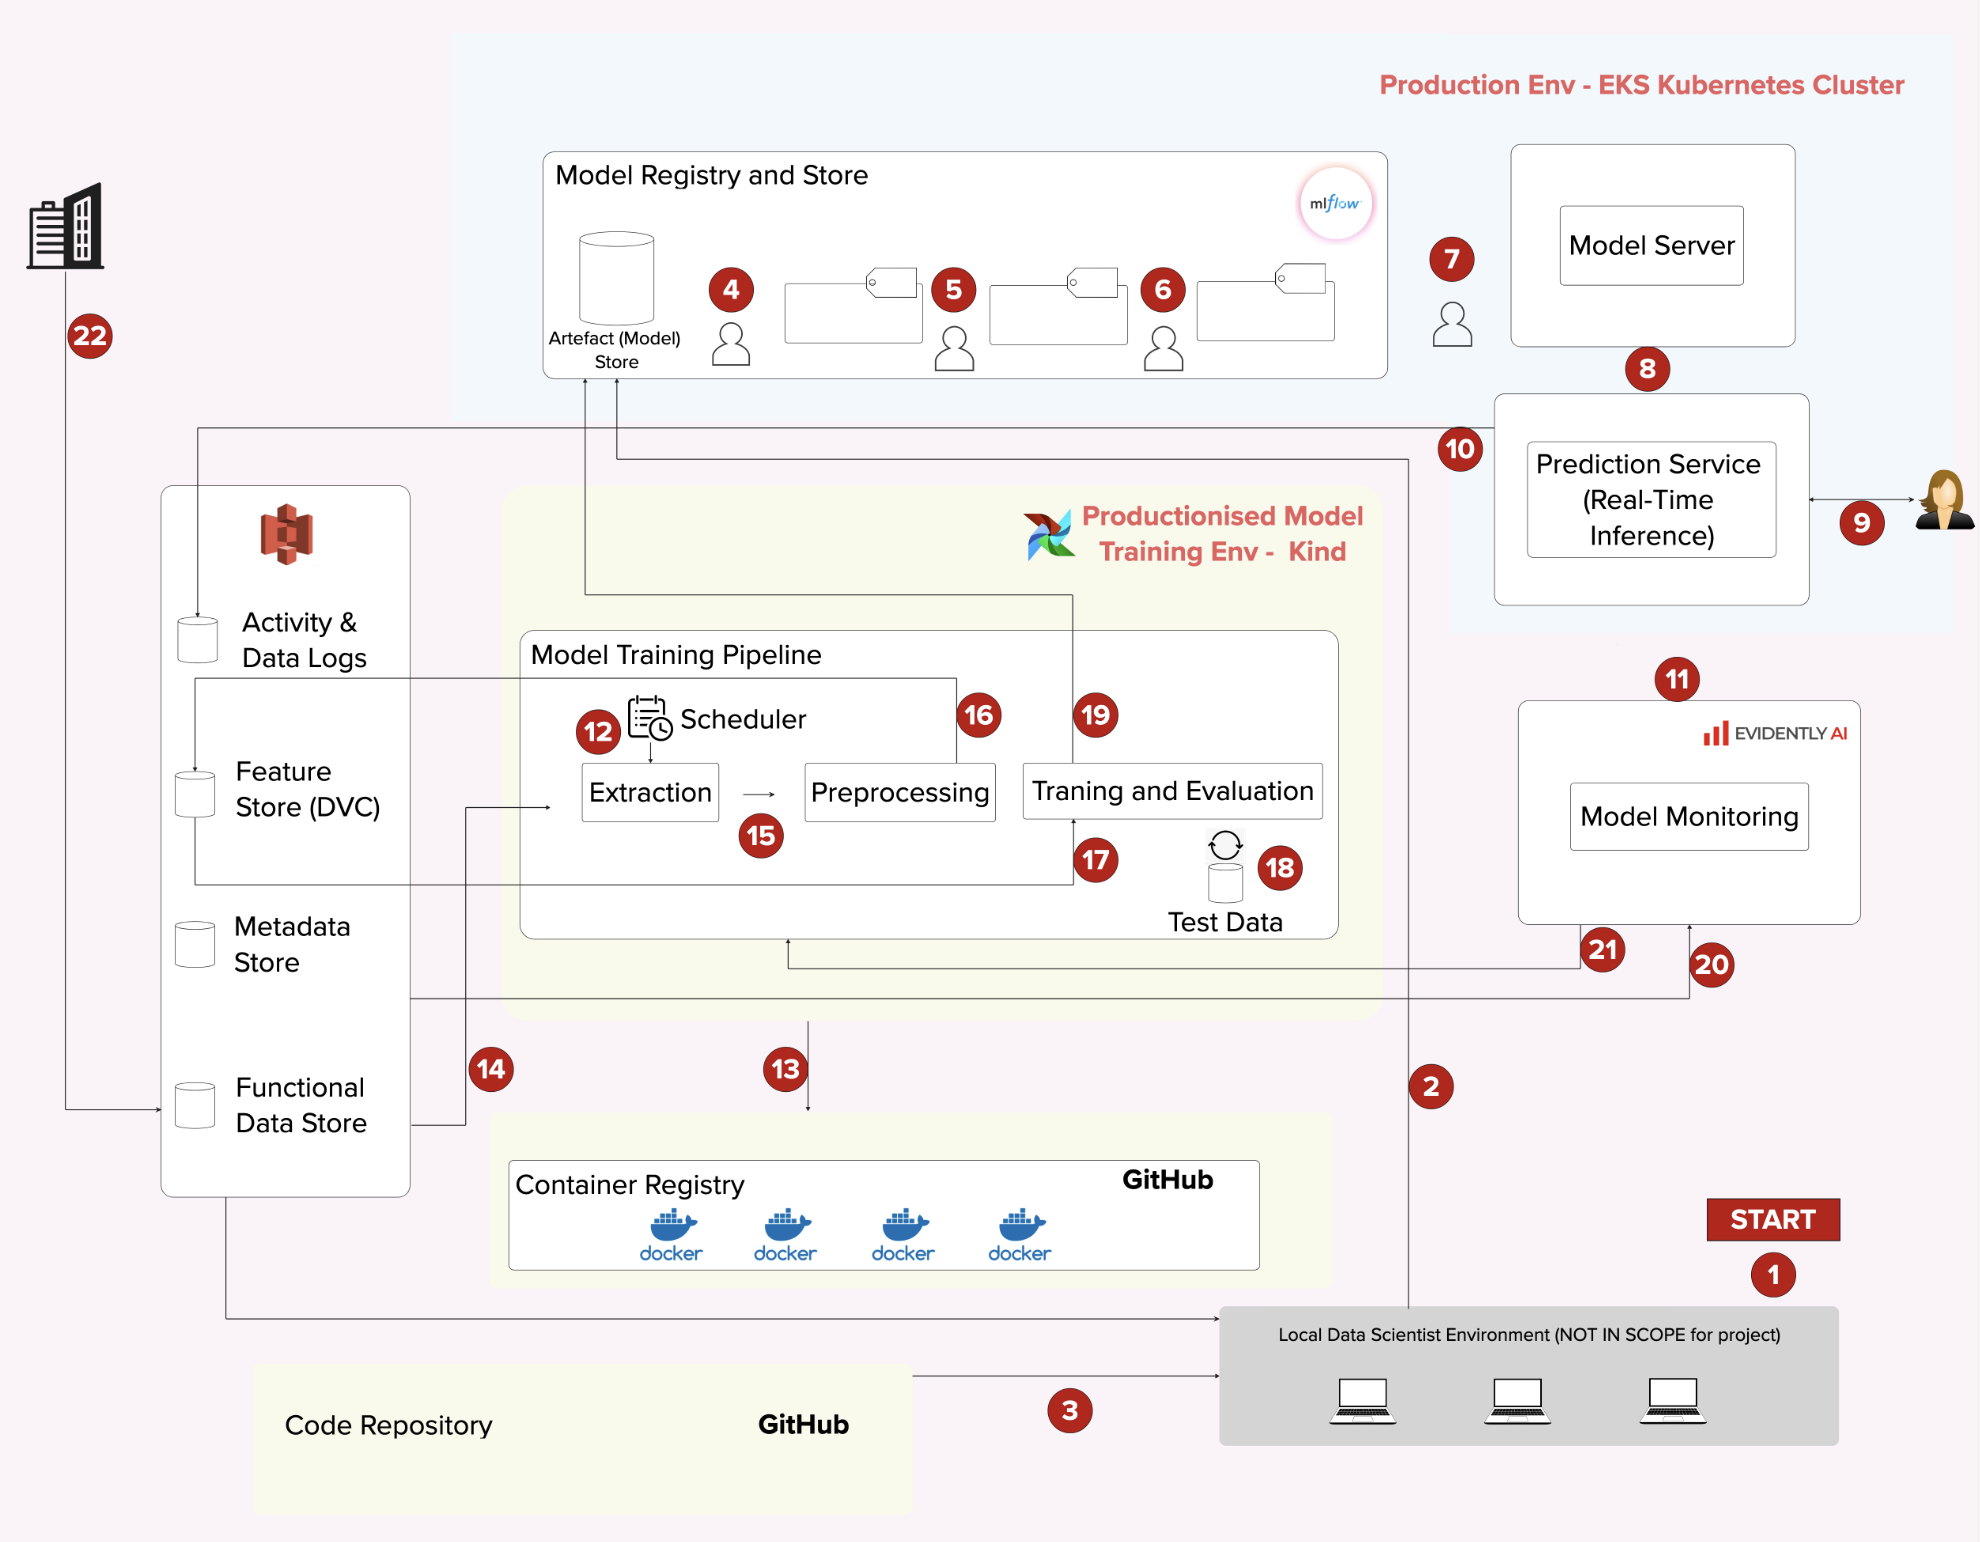 Production Env - EKS Kubernetes Cluster
Model Registry and Store
mlflow
Artefact (Model)
Store
4
5
6
7
Model Server
8
22
10
Prediction Service
(Real-Time
Inference)
9
Productionised Model
Training Env -  Kind
Activity &
Data Logs
Feature
Store (DVC)
Metadata
Store
Functional
Data Store
Model Training Pipeline
12
Scheduler
16
19
Extraction
15
Preprocessing
Traning and Evaluation
17
18
Test Data
11
EVIDENTLY AI
Model Monitoring
21
20
14
13
2
Container Registry
GitHub
docker
docker
docker
docker
START
1
Local Data Scientist Environment (NOT IN SCOPE for project)
3
Code Repository
GitHub